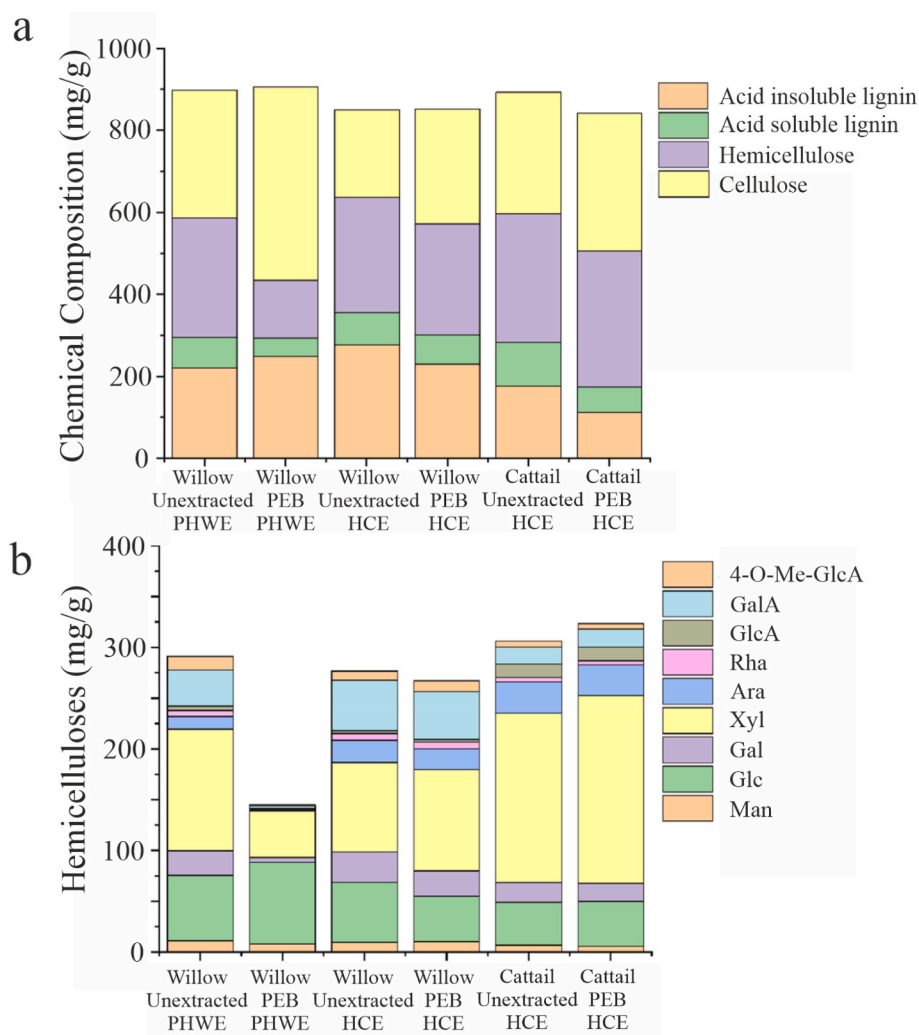 a
Chemical Composition (mg/g)
1000
800
600
400
200
0
Acid insoluble lignin
Acid soluble lignin
Hemicellulose
Cellulose
Willow
Unextracted
PHWE
Willow
PEB
PHWE
Willow
Unextracted
HCE
Willow
PEB
HCE
Cattail
Unextracted
HCE
Cattail
PEB
HCE
b
Hemicelluloses (mg/g)
400
300
200
100
0
4-O-Me-GlcA
GalA
GlcA
Rha
Ara
Xyl
Gal
Glc
Man
Willow
Unextracted
PHWE
Willow
PEB
PHWE
Willow
Unextracted
HCE
Willow
PEB
HCE
Cattail
Unextracted
HCE
Cattail
PEB
HCE